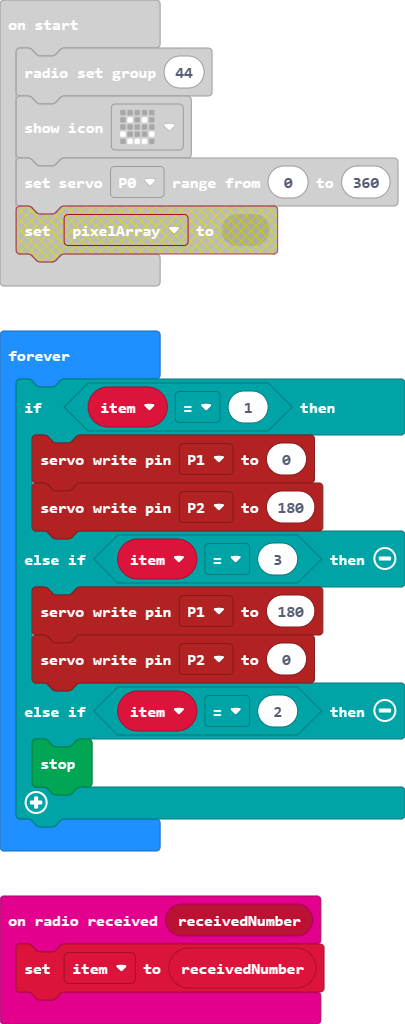 on start
radio set group 44
show icon
set servo P0 range from 0 to 360
set pixelArray to
forever
if item = 1 then
servo write pin P1 to 0
servo write pin P2 to 180
else if item = 3 then
servo write pin P1 to 180
servo write pin P2 to 0
else if item = 2 then
stop
on radio received receivedNumber
set item to receivedNumber